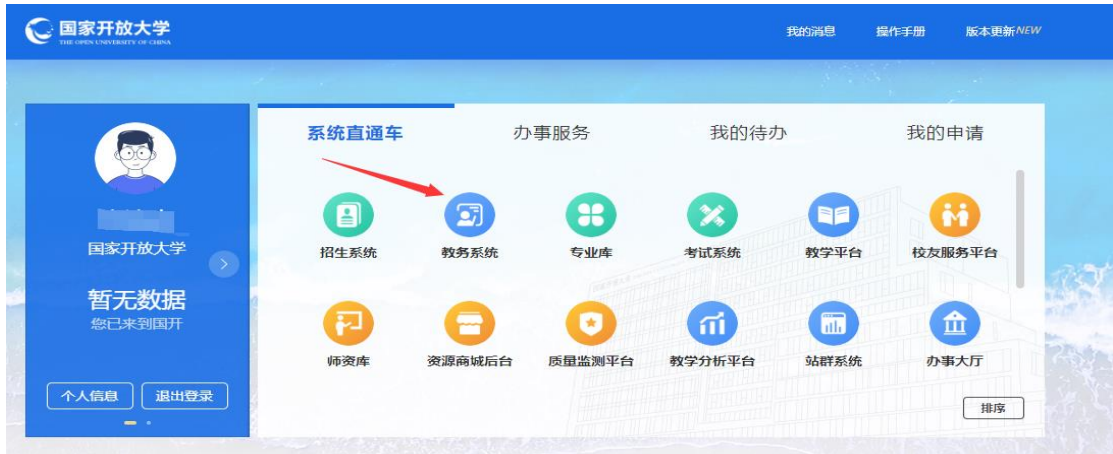 国家开放大学
THE OPEN UNIVERSITY OF CHINA
我的消息 操作手册 版本更新NEW
系统直通车 办事服务 我的待办 我的申请
国家开放大学
暂无数据
您已来到国开
个人信息 退出登录
招生系统 教务系统 专业库 考试系统 教学平台 校友服务平台
师资库 资源商城后台 质量监测平台 教学分析平台 站群系统 办事大厅
排序